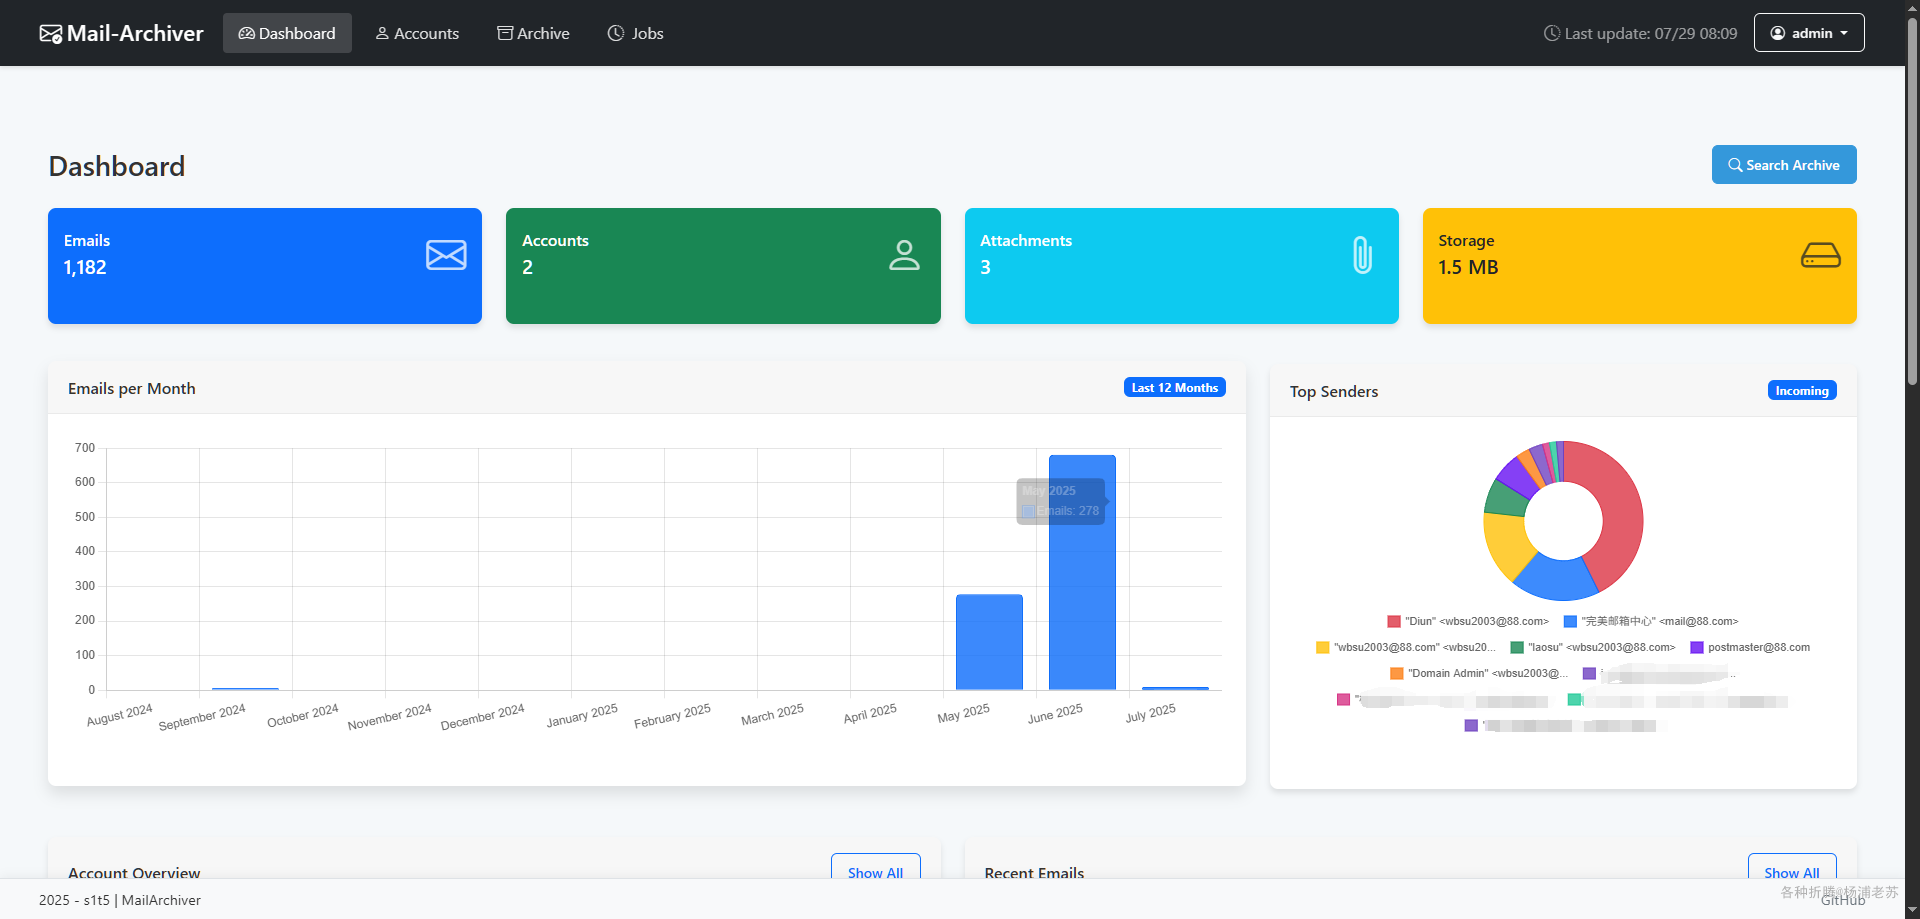 Mail-Archiver Dashboard Accounts Archive Jobs Last update: 07/29 08:09 admin
Dashboard Search Archive
Emails
1,182
Accounts
2
Attachments
3
Storage
1.5 MB
Emails per Month Last 12 Months
700
600
500
400
300
200
100
0
May 2025
Emails: 278
August 2024 September 2024 October 2024 November 2024 December 2024 January 2025 February 2025 March 2025 April 2025 May 2025 June 2025 July 2025
Top Senders Incoming
"Diun" <wbsu2003@88.com> "完美邮箱中心" <mail@88.com>
"wbsu2003@88.com" <wbsu20... "laosu" <wbsu2003@88.com> postmaster@88.com
"Domain Admin" <wbsu2003@...
Account Overview Show All
Recent Emails Show All
2025 - s1t5 | MailArchiver
各种折腾@杨浦老苏
GitHub